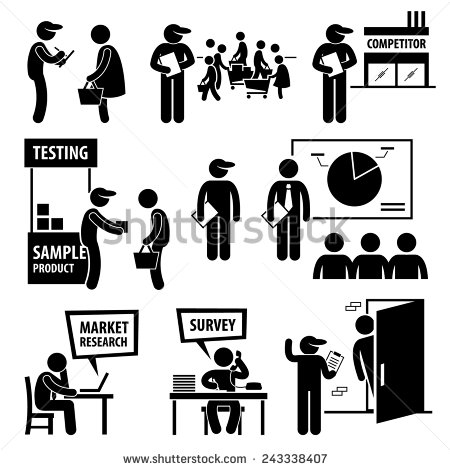 COMPETITOR
TESTING
SAMPLE
PRODUCT
MARKET
RESEARCH
SURVEY
shutterstock
www.shutterstock.com · 243338407